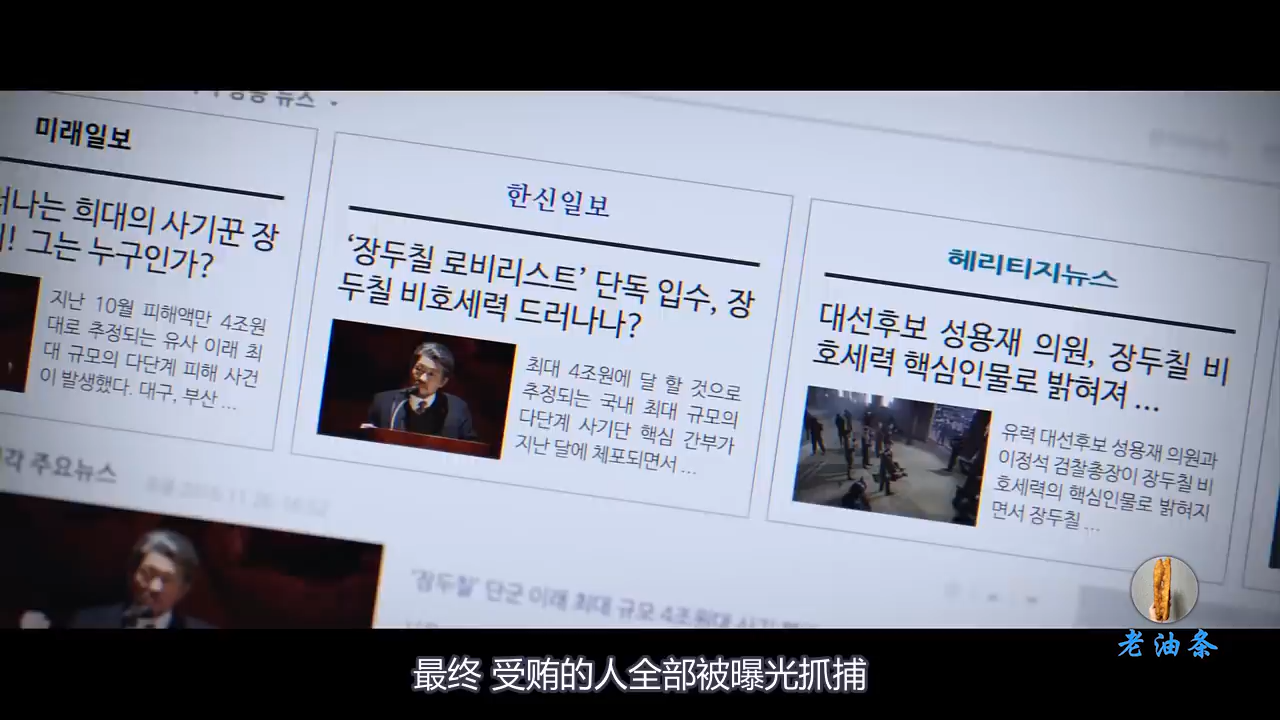 뉴스
미래일보
러나는 희대의 사기꾼 장
! 그는 누구인가?
지난 10월 피해액만 4조원
대로 추정되는 유사 이래 최
대 규모의 다단계 피해 사건
이 발생했다. 대구, 부산 ...
한신일보
‘장두칠 로비리스트’ 단독 입수, 장
두칠 비호세력 드러나나?
최대 4조원에 달 할 것으로
추정되는 국내 최대 규모의
다단계 사기단 핵심 간부가
지난 달에 체포되면서 ...
헤리티지뉴스
대선후보 성용재 의원, 장두칠 비
호세력 핵심인물로 밝혀져 ...
유력 대선후보 성용재 의원과
이정석 검찰총장이 장두칠 비
호세력의 핵심인물로 밝혀지
면서 장두칠 ...
각 주요뉴스
‘장두칠’ 단군 이래 최대 규모 4조원대 사기
老油条
最终 受贿的人全部被曝光抓捕